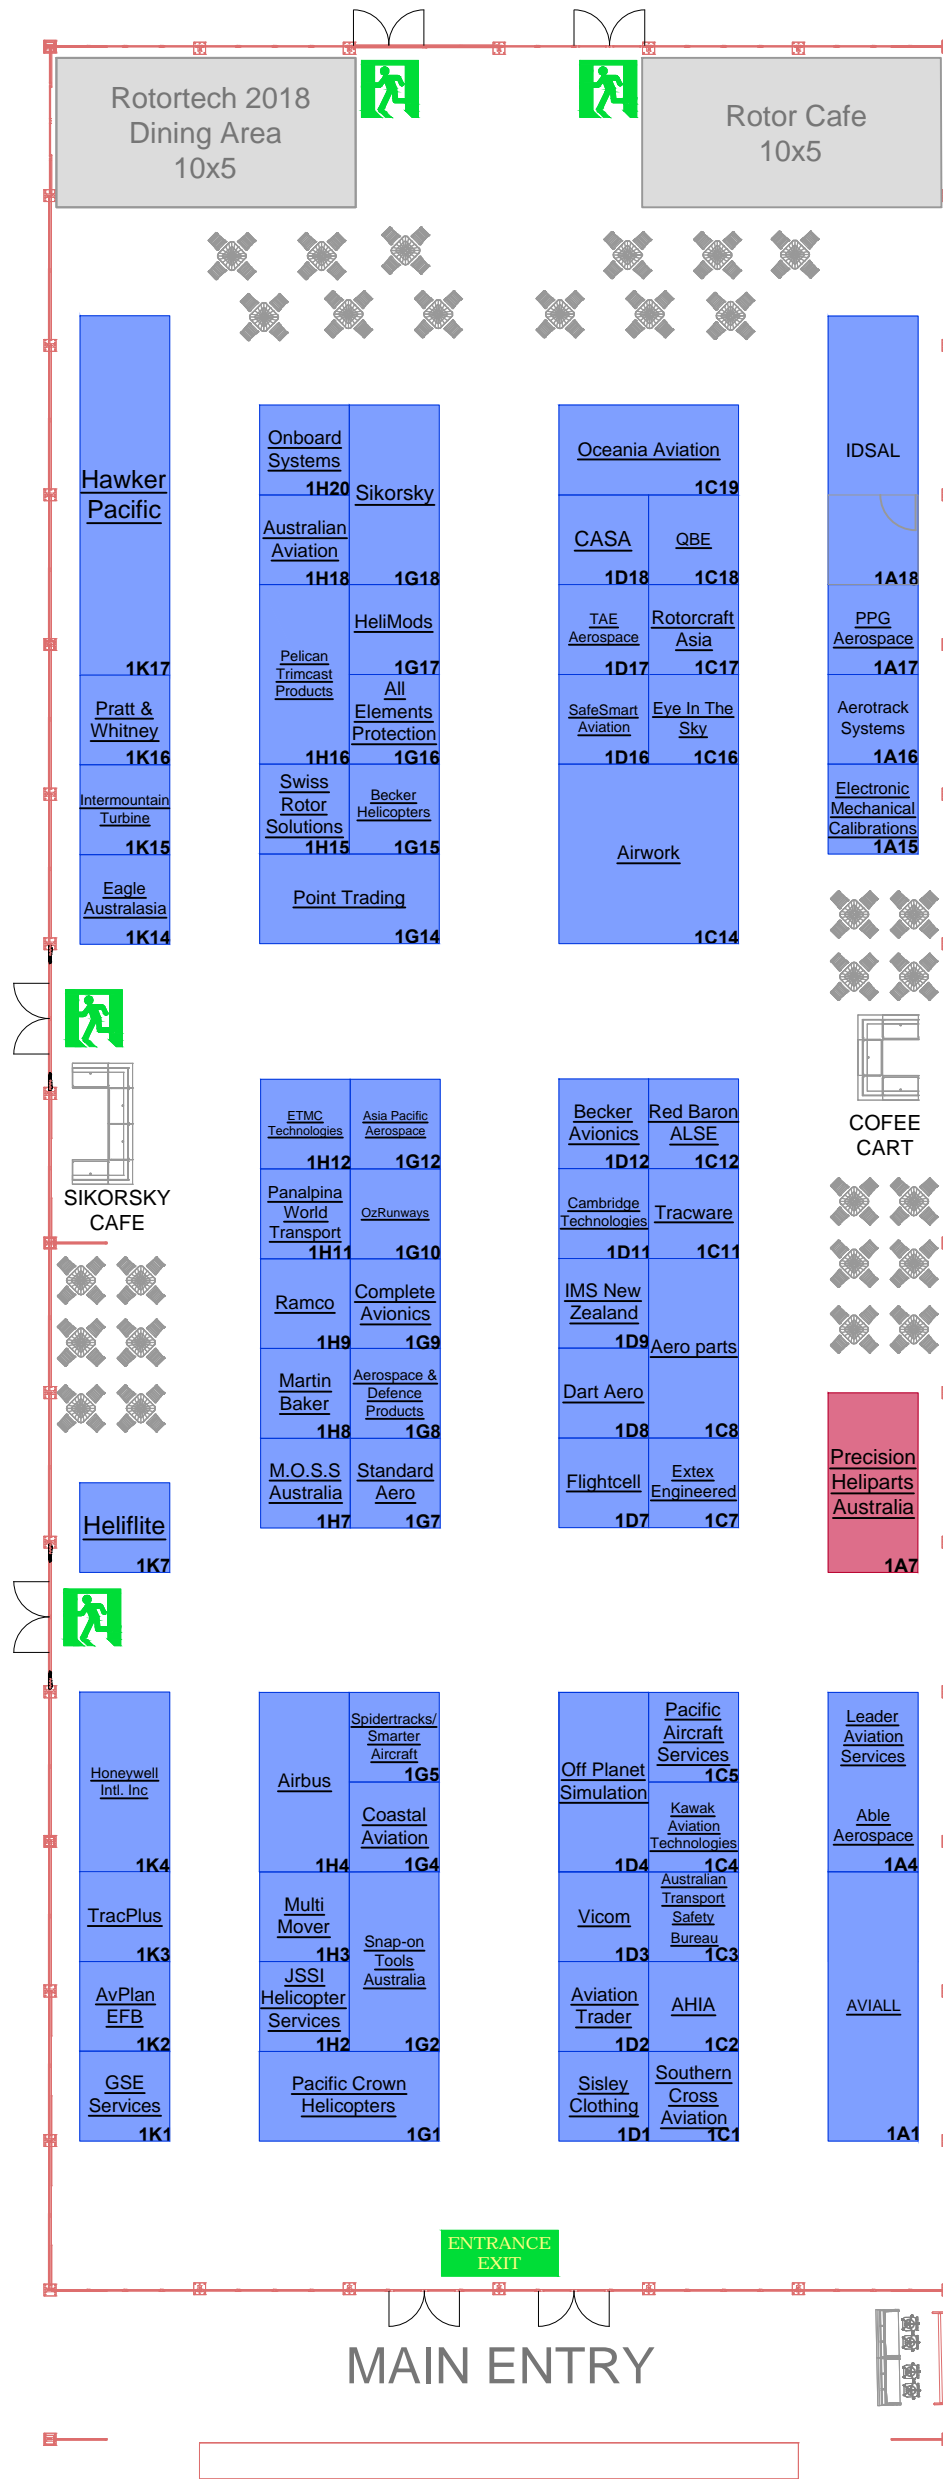 Rotortech 2018
Dining Area
10x5
Rotor Cafe
10x5
Hawker
Pacific
1K17
Pratt &
Whitney
1K16
Intermountain
Turbine
1K15
Eagle
Australasia
1K14
Onboard
Systems
1H20
Sikorsky
1G18
Australian
Aviation
1H18
HeliMods
1G17
Pelican
Trimcast
Products
1H16
All
Elements
Protection
1G16
Swiss
Rotor
Solutions
1H15
Becker
Helicopters
1G15
Point Trading
1G14
Oceania Aviation
1C19
CASA
1D18
QBE
1C18
TAE
Aerospace
1D17
Rotorcraft
Asia
1C17
SafeSmart
Aviation
1D16
Eye In The
Sky
1C16
Airwork
1C14
IDSAL
1A18
PPG
Aerospace
1A17
Aerotrack
Systems
1A16
Electronic
Mechanical
Calibrations
1A15
SIKORSKY
CAFE
COFEE
CART
ETMC
Technologies
1H12
Asia Pacific
Aerospace
1G12
Panalpina
World
Transport
1H11
OzRunways
1G10
Ramco
1H9
Complete
Avionics
1G9
Martin
Baker
1H8
Aerospace &
Defence
Products
1G8
M.O.S.S
Australia
1H7
Standard
Aero
1G7
Becker
Avionics
1D12
Red Baron
ALSE
1C12
Cambridge
Technologies
1D11
Tracware
1C11
IMS New
Zealand
1D9
Aero parts
1C8
Dart Aero
1D8
Flightcell
1D7
Extex
Engineered
1C7
Precision
Heliparts
Australia
1A7
Heliflite
1K7
Honeywell
Intl. Inc
1K4
TracPlus
1K3
AvPlan
EFB
1K2
GSE
Services
1K1
Airbus
1H4
Spidertracks/
Smarter
Aircraft
1G5
Coastal
Aviation
1G4
Multi
Mover
1H3
Snap-on
Tools
Australia
1G2
JSSI
Helicopter
Services
1H2
Pacific Crown
Helicopters
1G1
Off Planet
Simulation
1D4
Pacific
Aircraft
Services
1C5
Kawak
Aviation
Technologies
1C4
Vicom
1D3
Australian
Transport
Safety
Bureau
1C3
Aviation
Trader
1D2
AHIA
1C2
Sisley
Clothing
1D1
Southern
Cross
Aviation
1C1
Leader
Aviation
Services
Able
Aerospace
1A4
AVIALL
1A1
ENTRANCE
EXIT
MAIN ENTRY